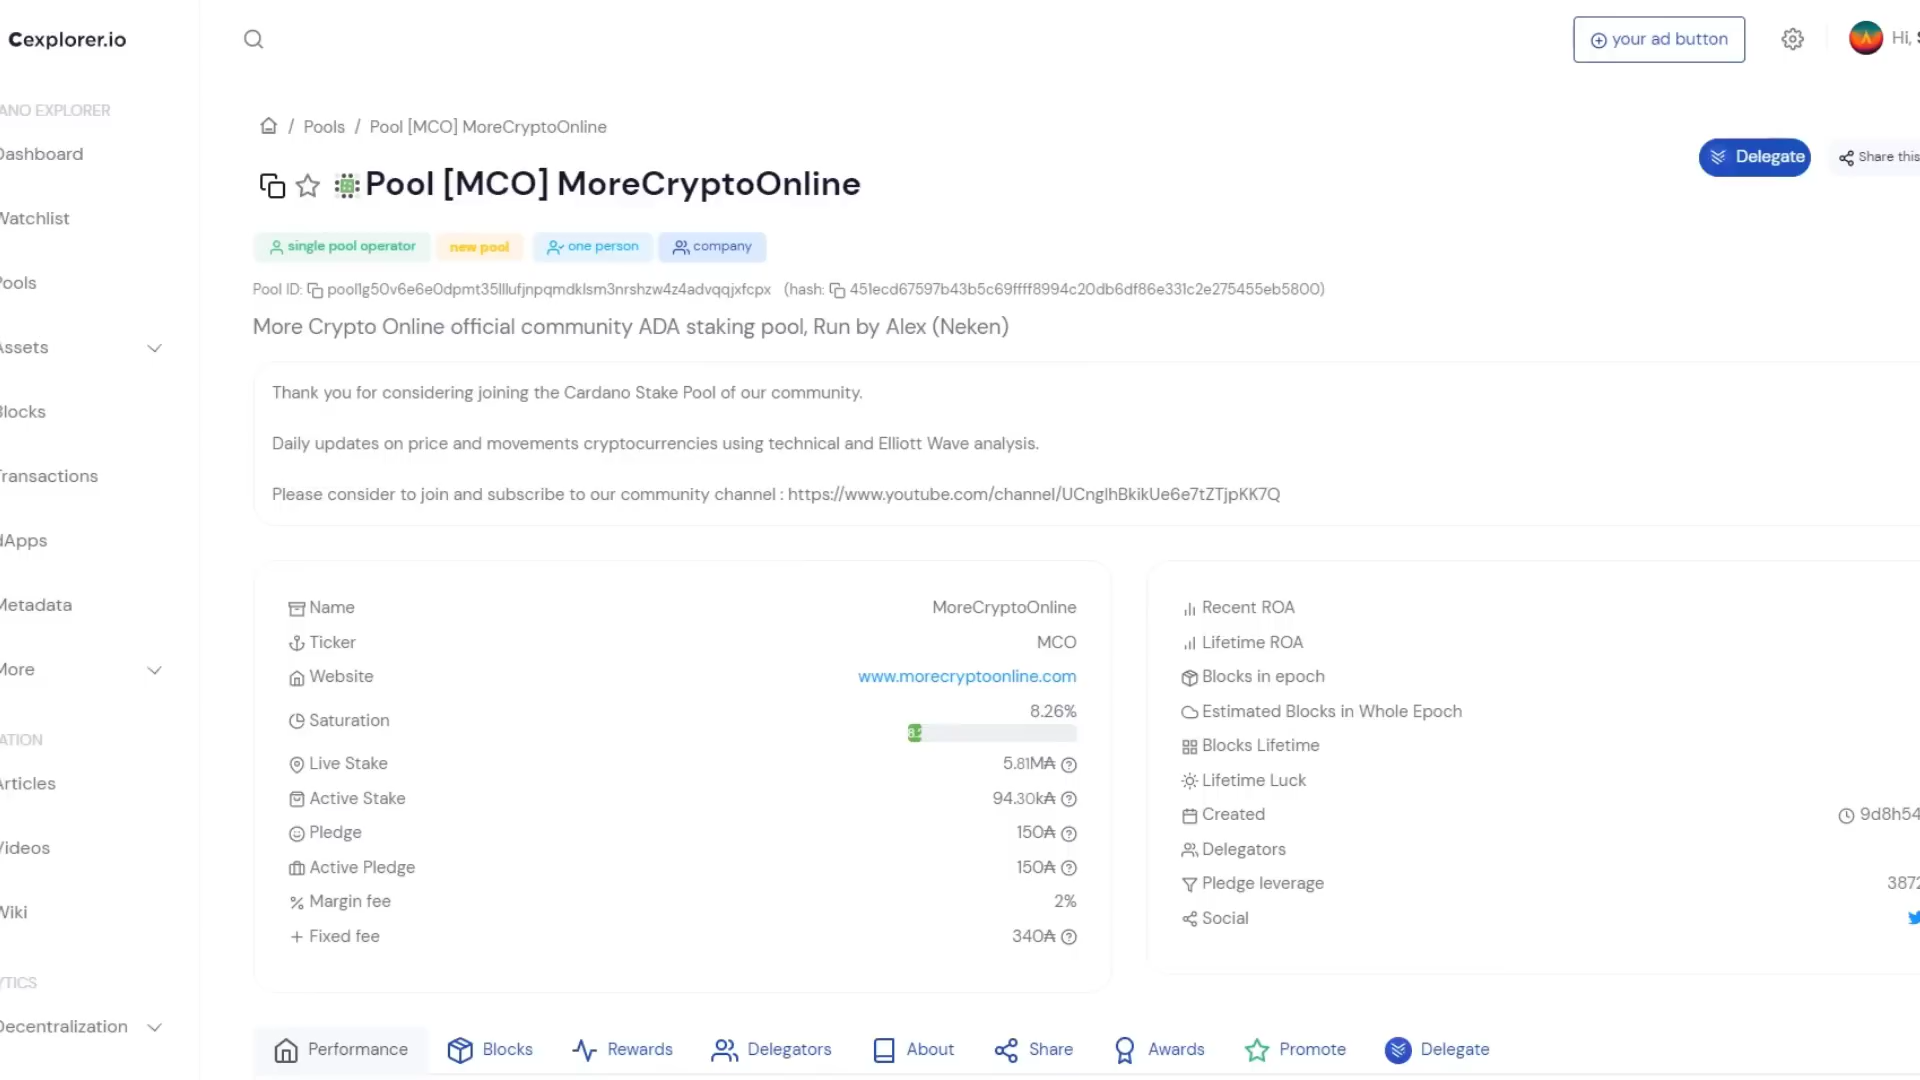 Cexplorer.io
your ad button
Hi,
ANO EXPLORER
Dashboard
Watchlist
Pools
Assets
Blocks
Transactions
dApps
Metadata
More
ATION
Articles
Videos
Wiki
YTICS
Decentralization
/ Pools / Pool [MCO] MoreCryptoOnline
Delegate
Share this
Pool [MCO] MoreCryptoOnline
single pool operator
new pool
one person
company
Pool ID: pool1g50v6e6e0dpmt35lllufjnpqmdklsm3nrshzw4z4advqqjxfcpx (hash: 451ecd67597b43b5c69ffff8994c20db6df86e331c2e275455eb5800)
More Crypto Online official community ADA staking pool, Run by Alex (Neken)
Thank you for considering joining the Cardano Stake Pool of our community.
Daily updates on price and movements cryptocurrencies using technical and Elliott Wave analysis.
Please consider to join and subscribe to our community channel : https://www.youtube.com/channel/UCnglhBkikUe6e7tZTjpKK7Q
Name MoreCryptoOnline
Ticker MCO
Website www.morecryptoonline.com
Saturation 8.26%
Live Stake 5.81M₳
Active Stake 94.30k₳
Pledge 150₳
Active Pledge 150₳
Margin fee 2%
Fixed fee 340₳
Recent ROA
Lifetime ROA
Blocks in epoch
Estimated Blocks in Whole Epoch
Blocks Lifetime
Lifetime Luck
Created 9d8h54
Delegators
Pledge leverage 3872
Social
Performance
Blocks
Rewards
Delegators
About
Share
Awards
Promote
Delegate